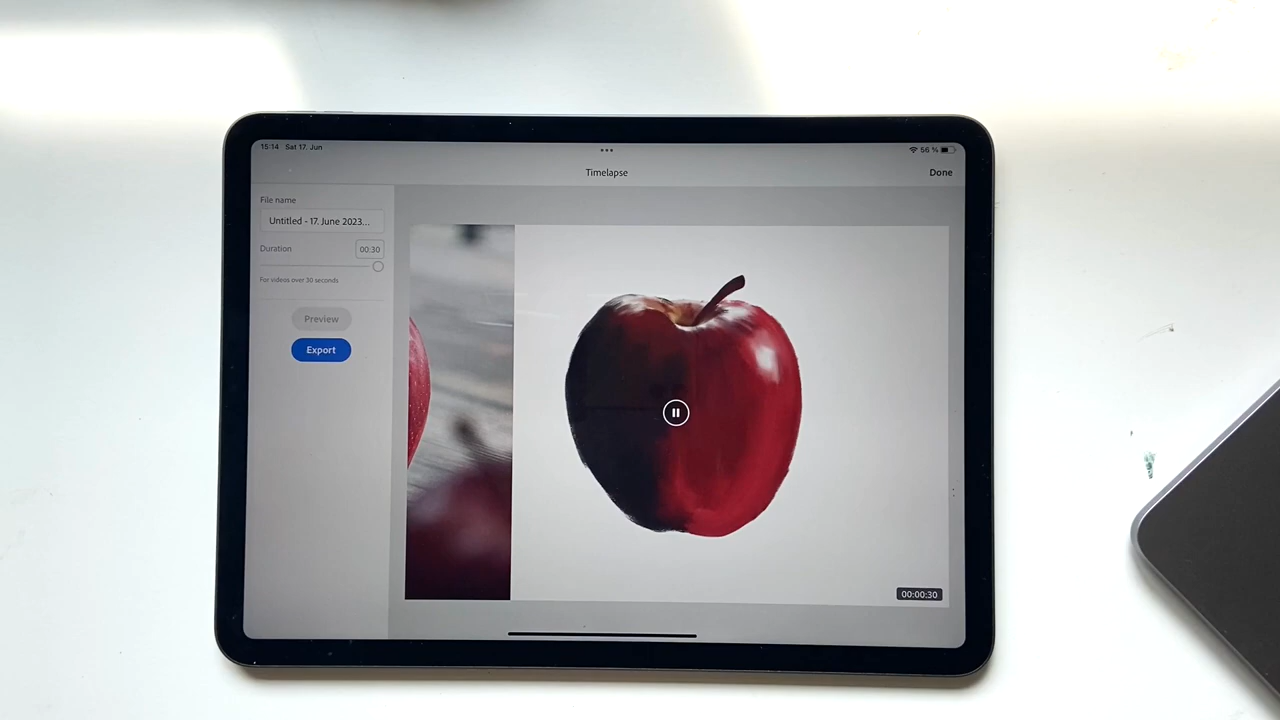 15:14 Sat 17. Jun
56 %
Timelapse
Done
File name
Untitled - 17. June 2023...
Duration
00:30
For videos over 30 seconds
Preview
Export
00:00:30